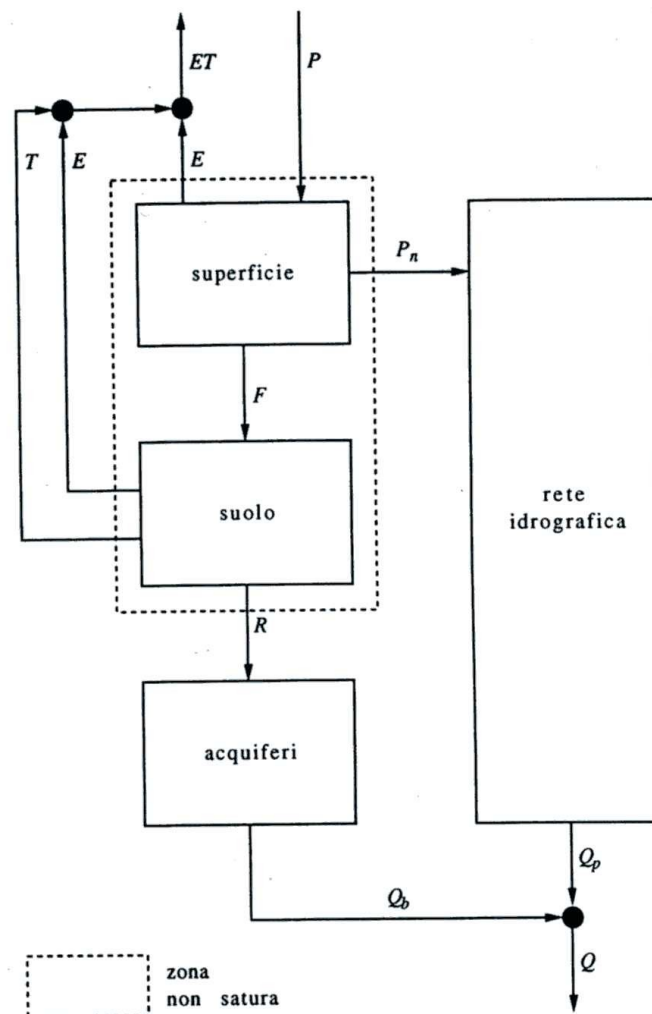 ET
P
T
E
E
superficie
P_n
F
suolo
rete
idrografica
R
acquiferi
Q_p
Q_b
Q
zona
non satura